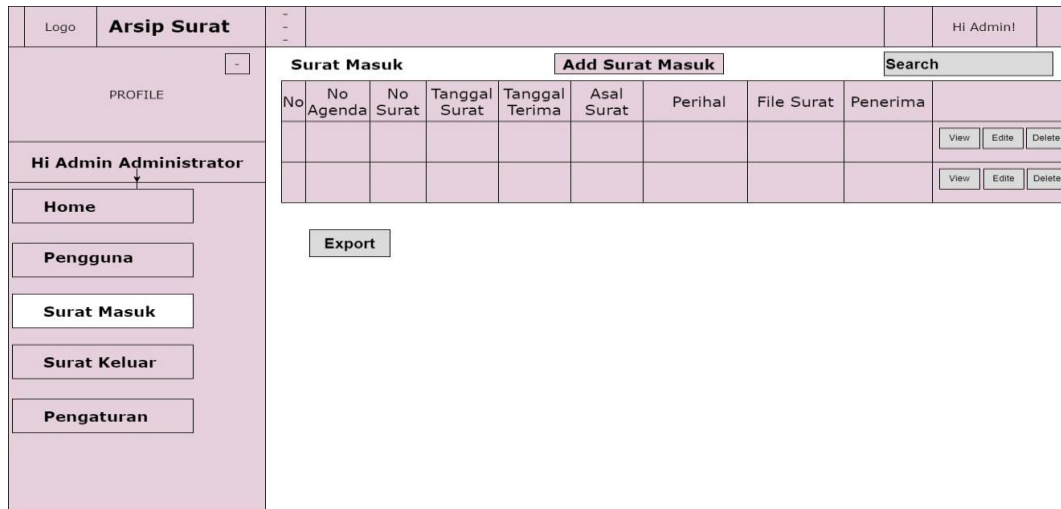 Logo
Arsip Surat
-
-
-
Hi Admin!
-
PROFILE
Hi Admin Administrator
Home
Pengguna
Surat Masuk
Surat Keluar
Pengaturan
Surat Masuk
Add Surat Masuk
Search
No
No
Agenda
No
Surat
Tanggal
Surat
Tanggal
Terima
Asal
Surat
Perihal
File Surat
Penerima
View
Edite
Delete
View
Edite
Delete
Export